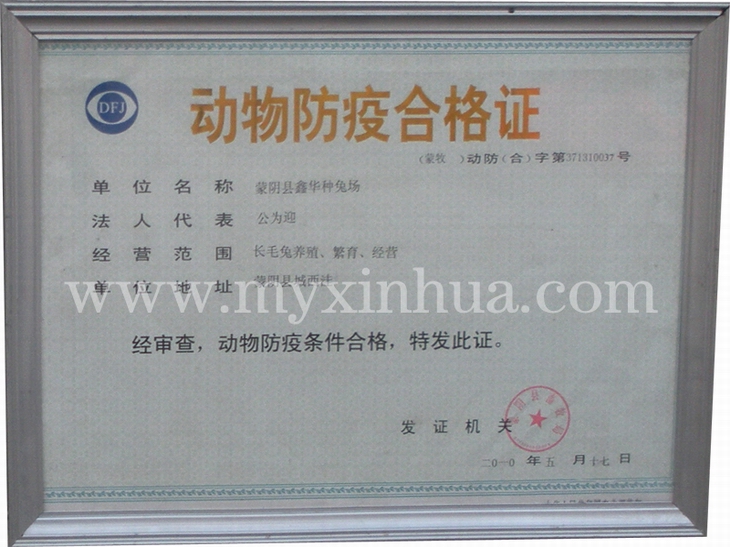 DFJ
动物防疫合格证
(蒙牧 )动防(合)字第371310037号
单位名称 蒙阴县鑫华种兔场
法人代表 公为迎
经营范围 长毛兔养殖、繁育、经营
单位地址 蒙阴县城西洼
www.myxinhua.com
经审查，动物防疫条件合格，特发此证。
发证机关
二〇一〇年五月十七日